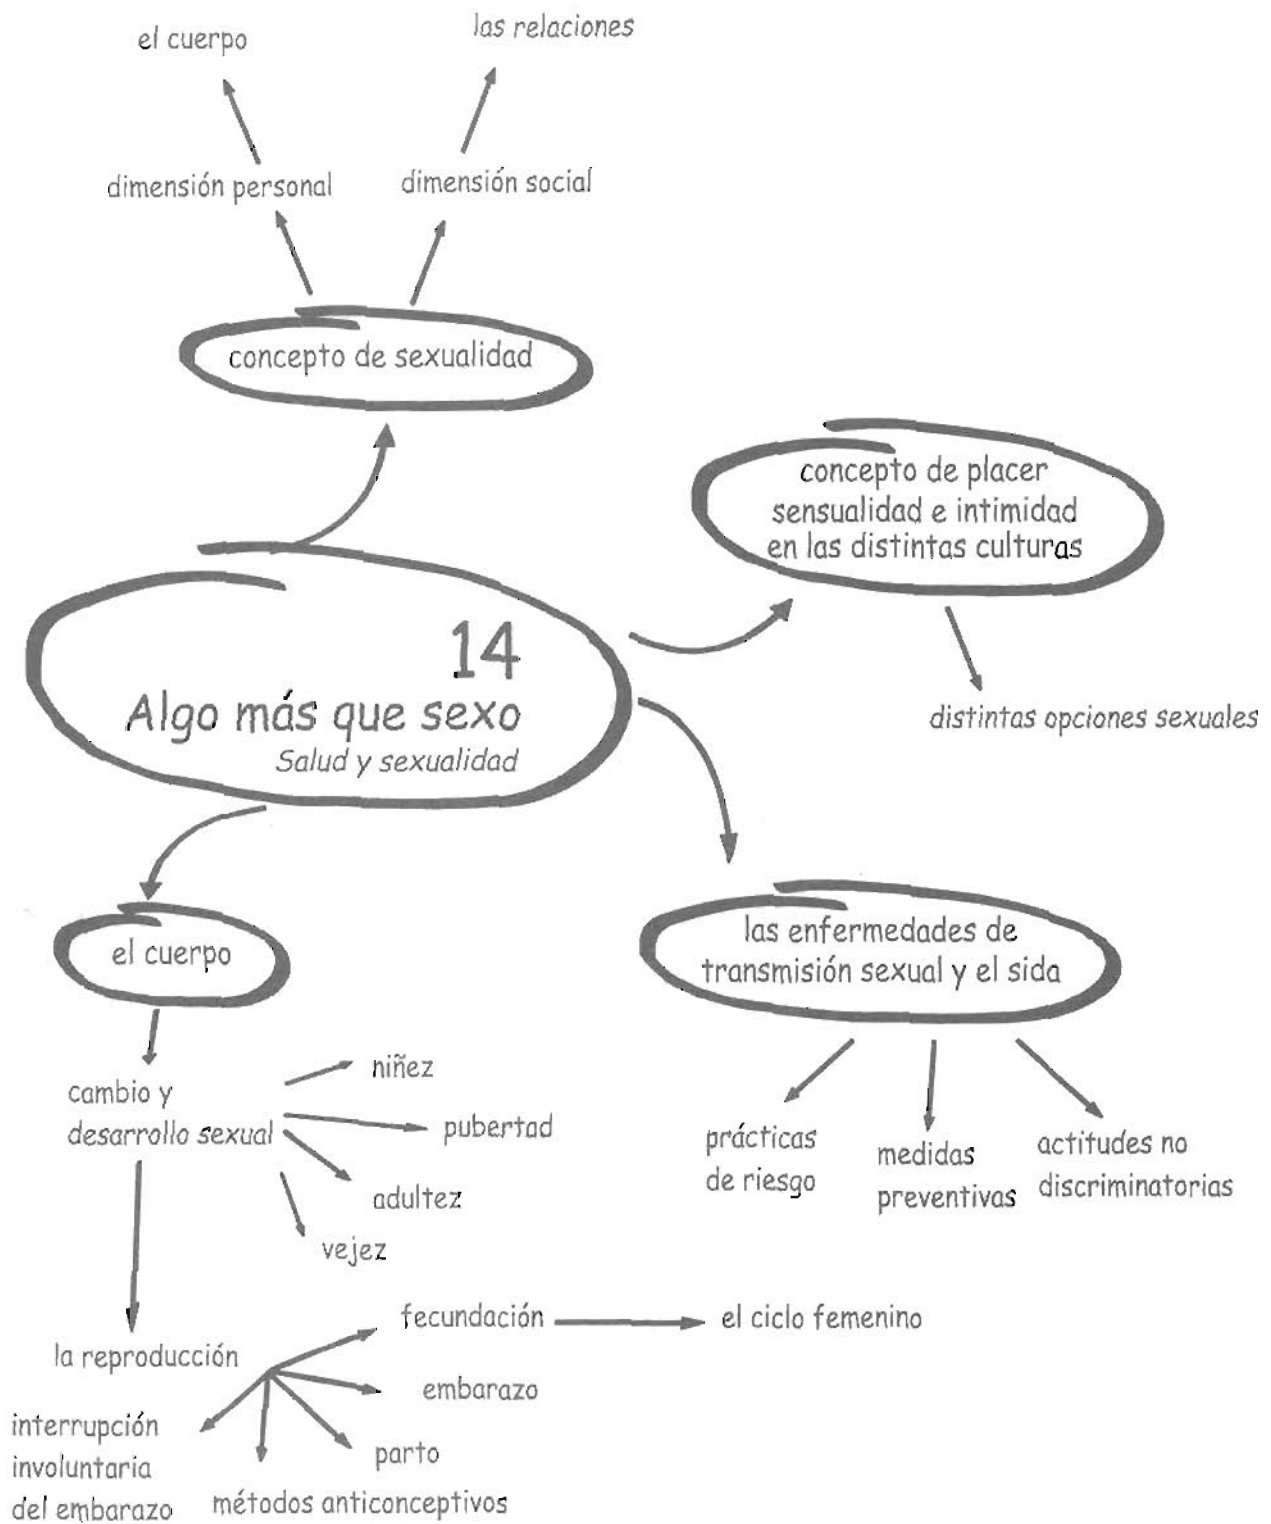 el cuerpo
las relaciones
dimensión personal
dimensión social
concepto de sexualidad
concepto de placer
sensualidad e intimidad
en las distintas culturas
distintas opciones sexuales
14
Algo más que sexo
Salud y sexualidad
el cuerpo
cambio y
desarrollo sexual
niñez
pubertad
adultez
vejez
las enfermedades de
transmisión sexual y el sida
prácticas
de riesgo
medidas
preventivas
actitudes no
discriminatorias
la reproducción
fecundación
el ciclo femenino
embarazo
parto
métodos anticonceptivos
interrupción
involuntaria
del embarazo